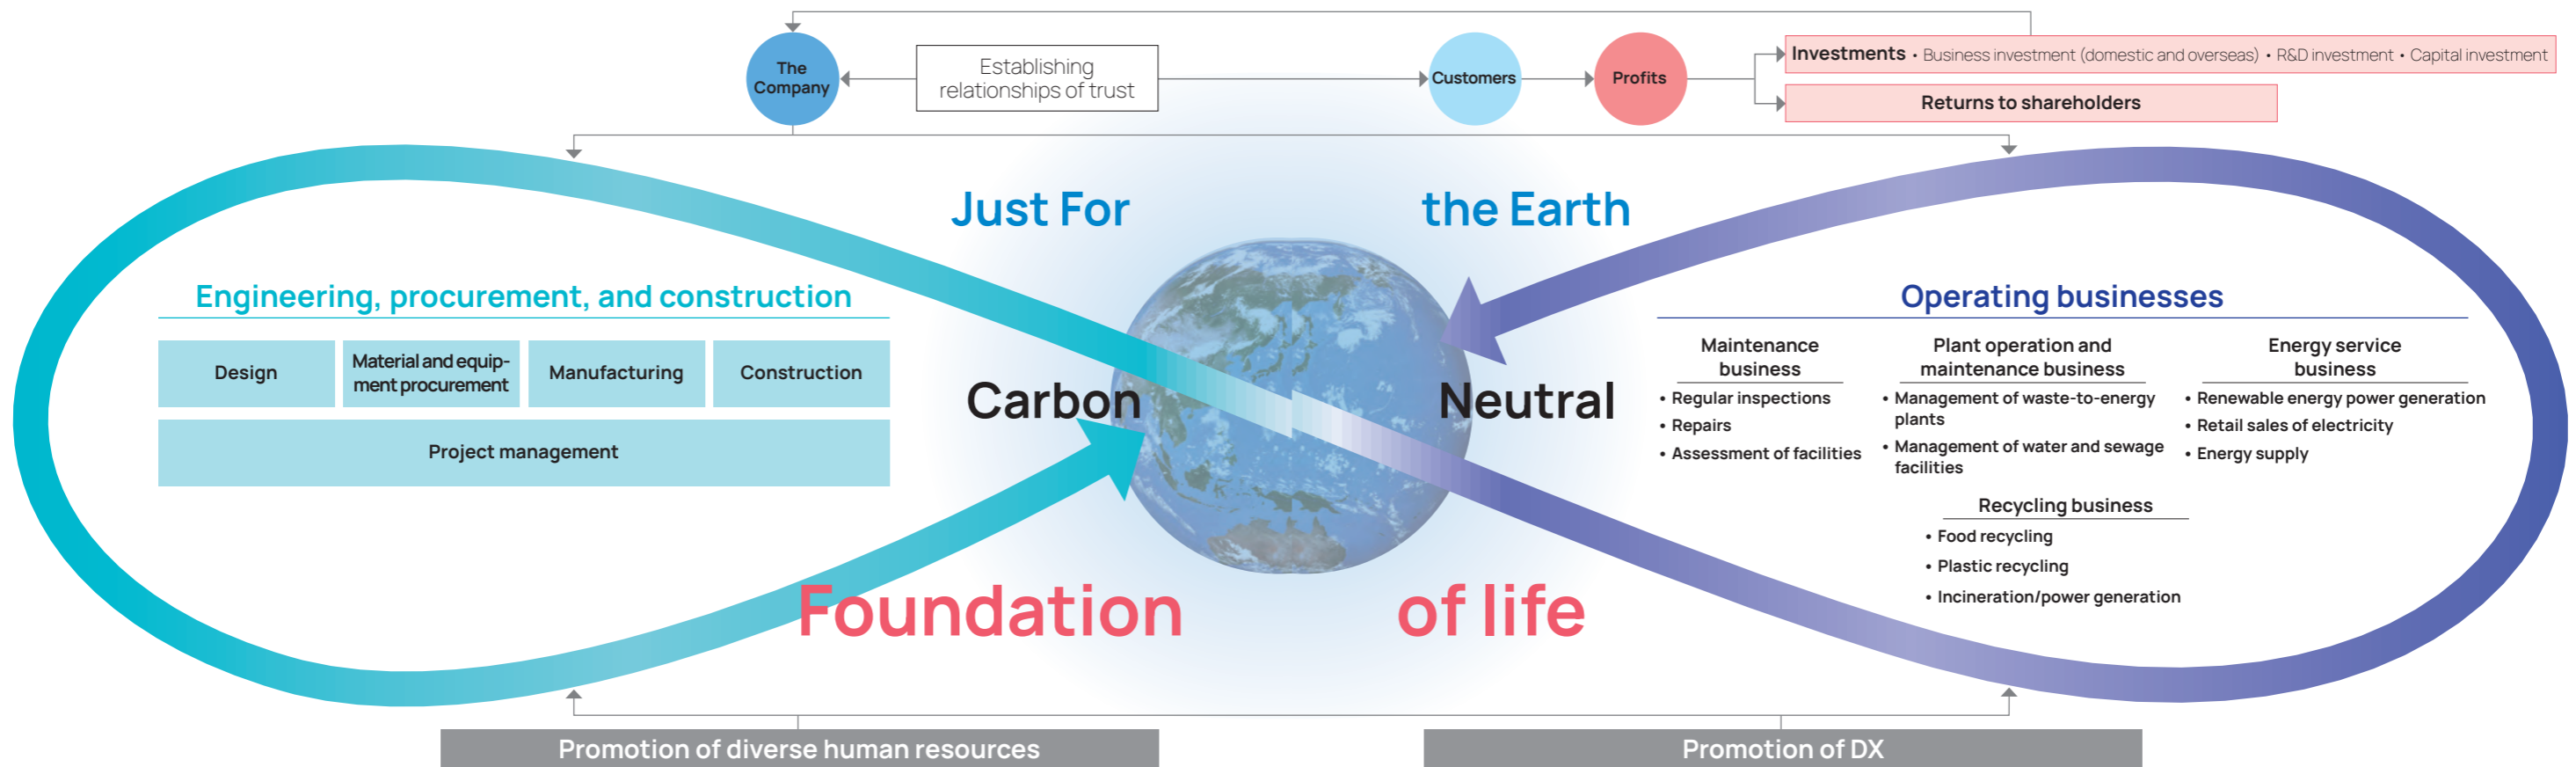 The
Company
Establishing
relationships of trust
Customers
Profits
Investments • Business investment (domestic and overseas) • R&D investment • Capital investment
Returns to shareholders
Just For
the Earth
Engineering, procurement, and construction
Design
Material and equip-
ment procurement
Manufacturing
Construction
Project management
Carbon
Neutral
Operating businesses
Maintenance
business
• Regular inspections
• Repairs
• Assessment of facilities
Plant operation and
maintenance business
• Management of waste-to-energy
plants
• Management of water and sewage
facilities
Energy service
business
• Renewable energy power generation
• Retail sales of electricity
• Energy supply
Recycling business
• Food recycling
• Plastic recycling
• Incineration/power generation
Foundation
of life
Promotion of diverse human resources
Promotion of DX